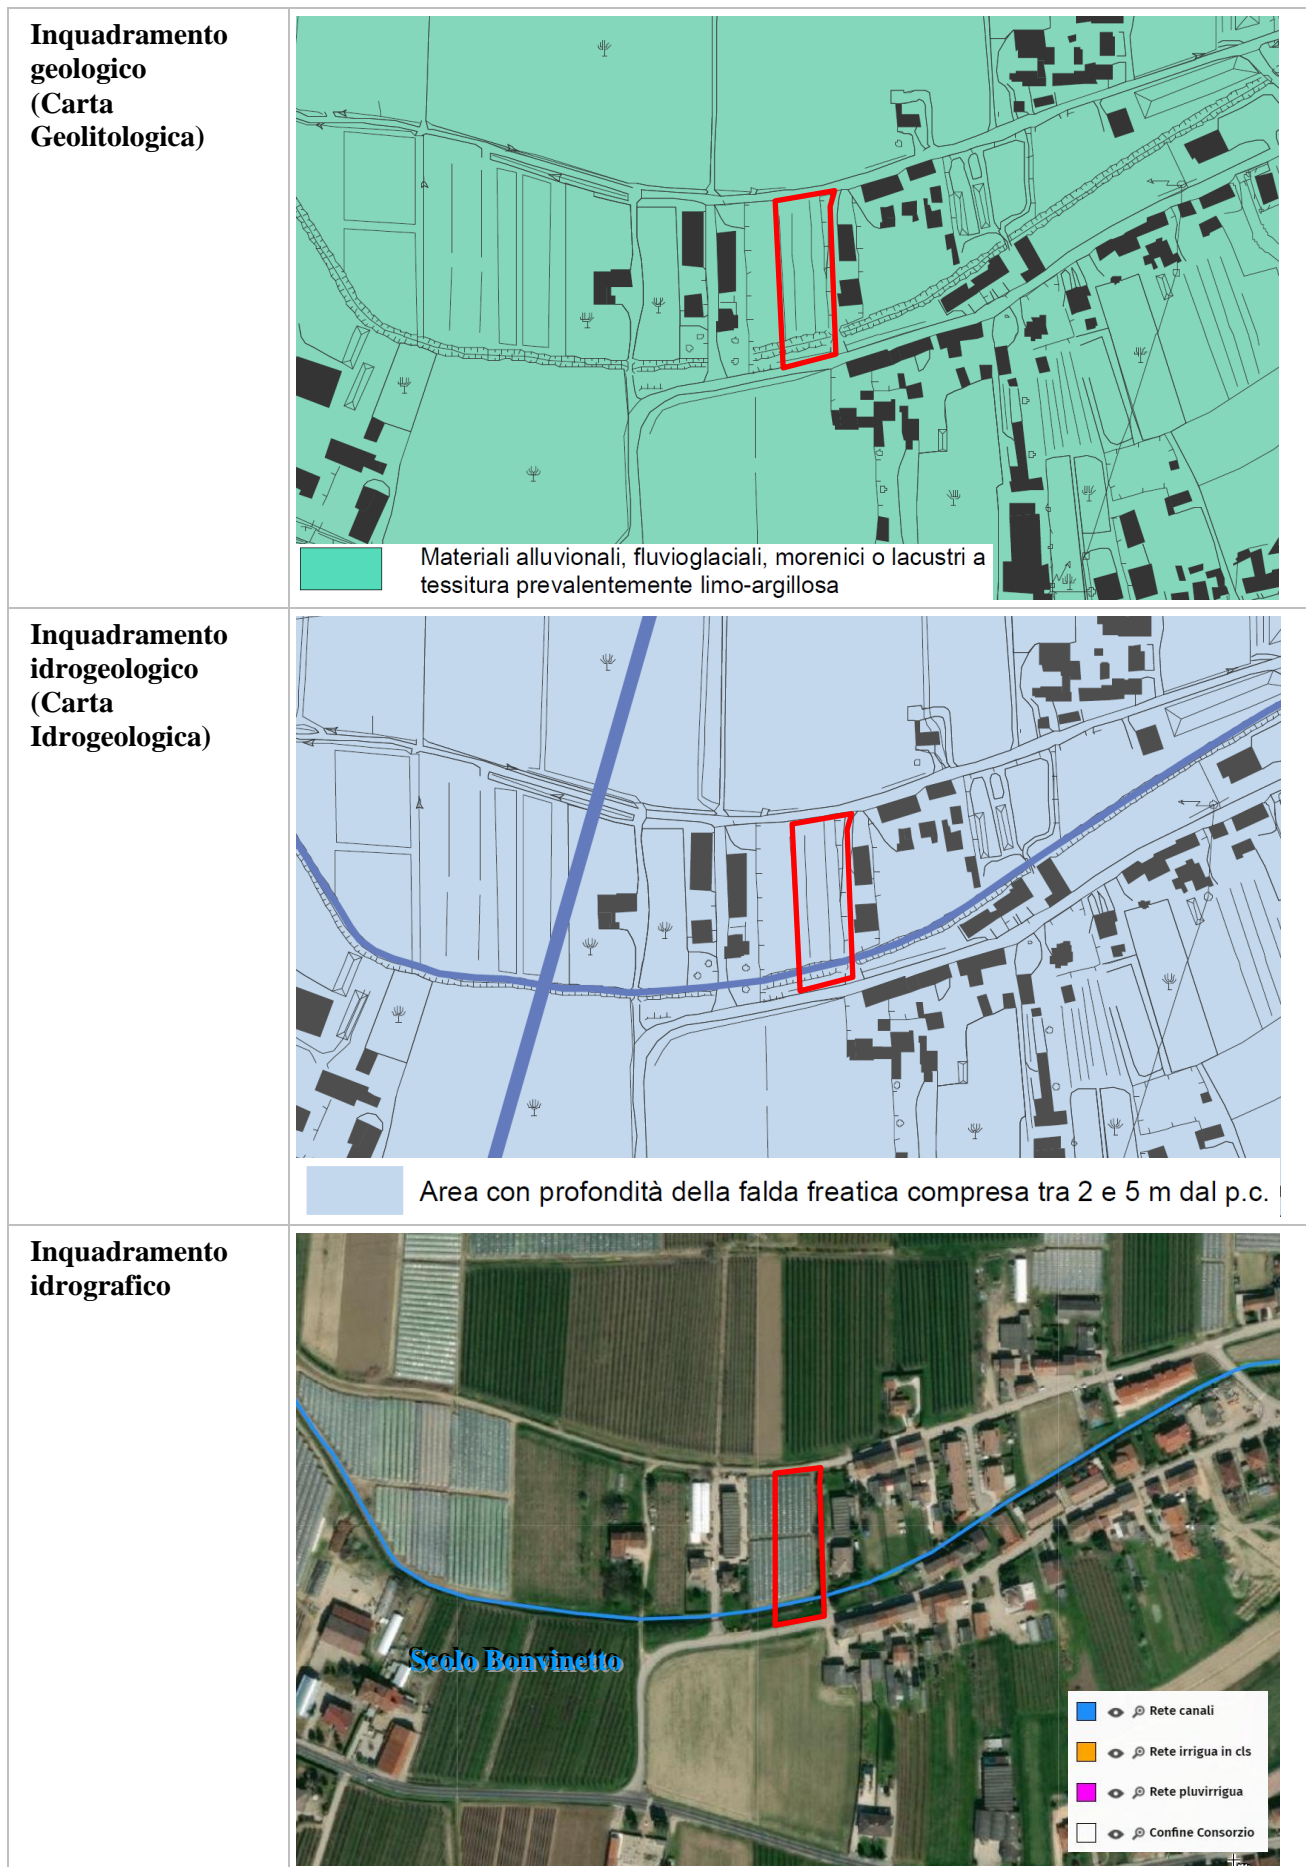 Inquadramento
geologico
(Carta
Geolitologica)
Materiali alluvionali, fluvioglaciali, morenici o lacustri a
tessitura prevalentemente limo-argillosa
Inquadramento
idrogeologico
(Carta
Idrogeologica)
Area con profondità della falda freatica compresa tra 2 e 5 m dal p.c.
Inquadramento
idrografico
Scolo Bonvinetto
Rete canali
Rete irrigua in cls
Rete pluvirrigua
Confine Consorzio